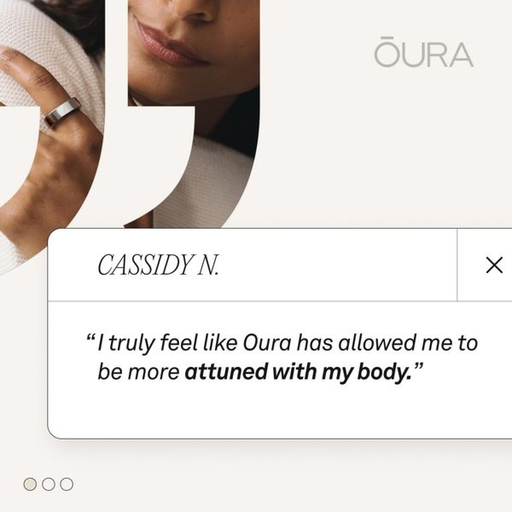 ŌURA
CASSIDY N.
“I truly feel like Oura has allowed me to
be more attuned with my body.”